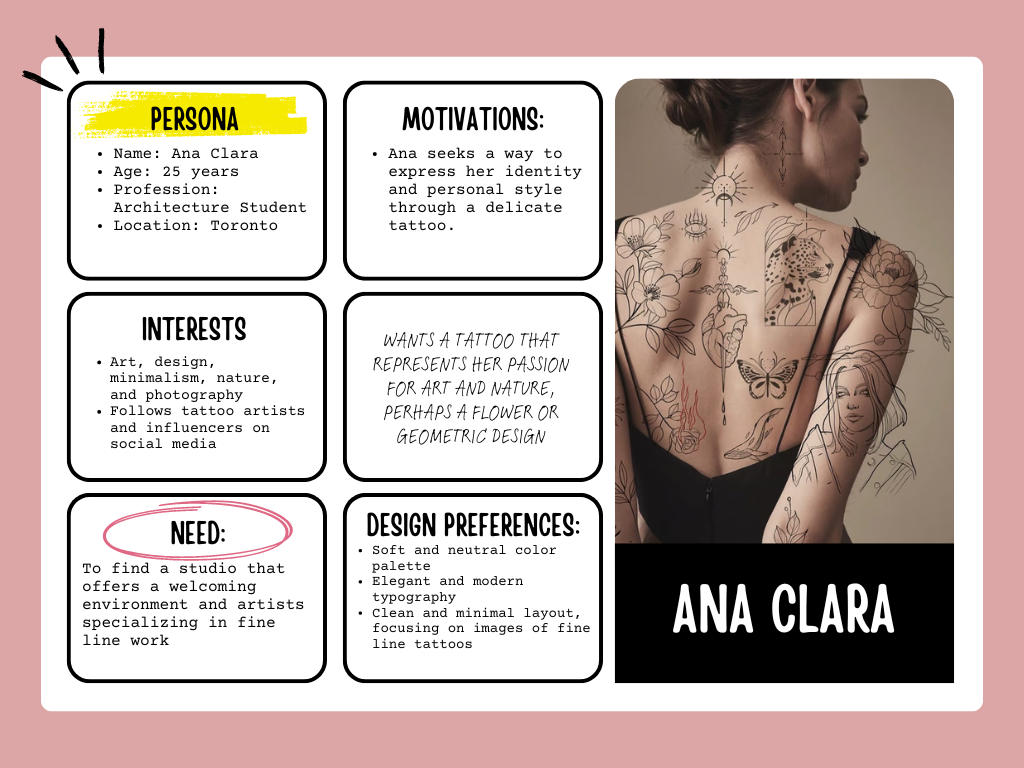 PERSONA
• Name: Ana Clara
• Age: 25 years
• Profession:
Architecture Student
• Location: Toronto
MOTIVATIONS:
• Ana seeks a way to
express her identity
and personal style
through a delicate
tattoo.
INTERESTS
• Art, design,
minimalism, nature,
and photography
• Follows tattoo artists
and influencers on
social media
WANTS A TATTOO THAT
REPRESENTS HER PASSION
FOR ART AND NATURE,
PERHAPS A FLOWER OR
GEOMETRIC DESIGN
NEED:
To find a studio that
offers a welcoming
environment and artists
specializing in fine
line work
DESIGN PREFERENCES:
• Soft and neutral color
palette
• Elegant and modern
typography
• Clean and minimal layout,
focusing on images of fine
line tattoos
ANA CLARA